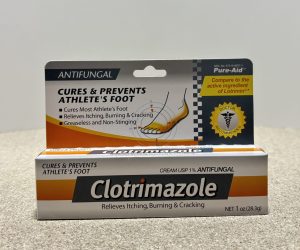 ANTIFUNGAL
CURES & PREVENTS
ATHLETE'S FOOT
• Cures Most Athlete's Foot
• Relieves Itching, Burning & Cracking
• Greaseless and Non-Stinging
Pure-Aid™
Compare to the
active ingredient
of Lotrimin**
CURES & PREVENTS
ATHLETE'S FOOT
CREAM USP 1% ANTIFUNGAL
Clotrimazole
Relieves Itching, Burning & Cracking
NET 1 oz (28.3g)